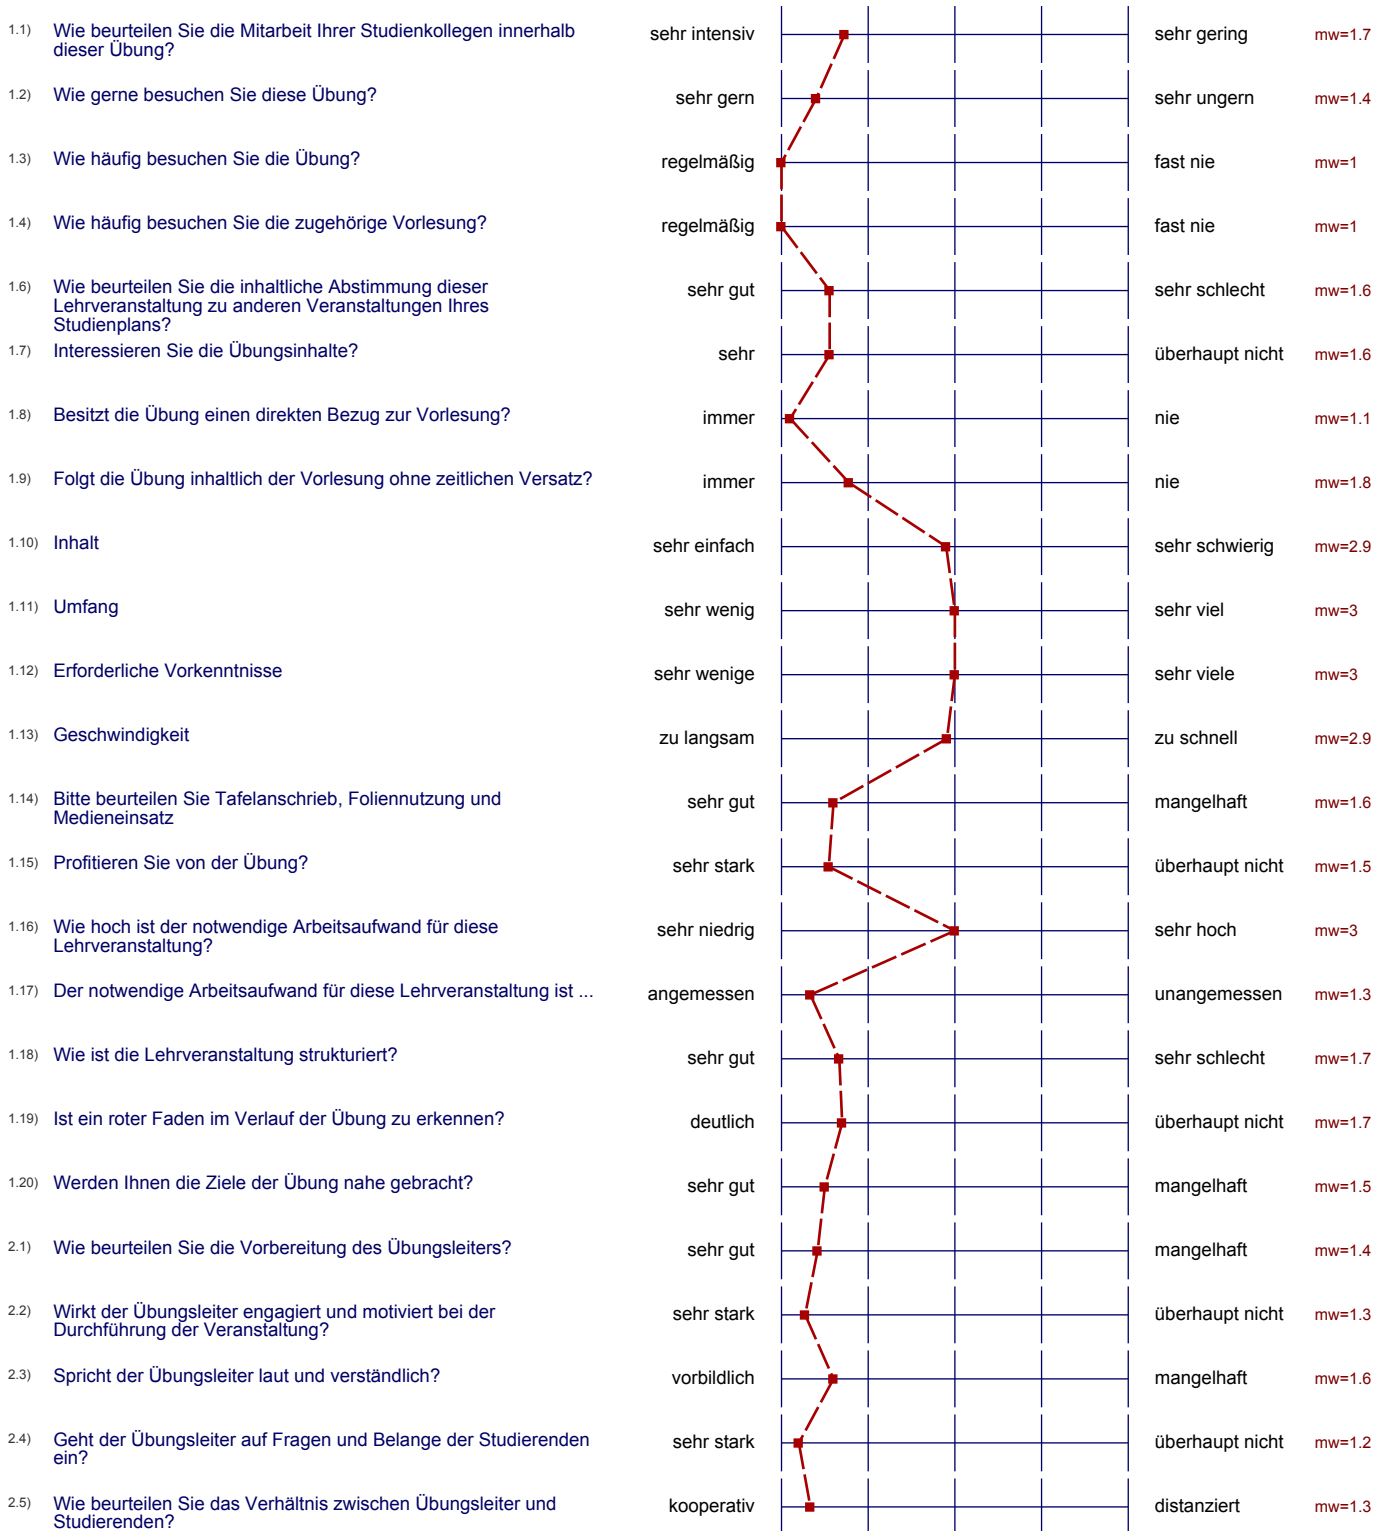 1.1) Wie beurteilen Sie die Mitarbeit Ihrer Studienkollegen innerhalb sehr intensiv sehr gering mw=1.7
dieser Übung?
1.2) Wie gerne besuchen Sie diese Übung? sehr gern sehr ungern mw=1.4
1.3) Wie häufig besuchen Sie die Übung? regelmäßig fast nie mw=1
1.4) Wie häufig besuchen Sie die zugehörige Vorlesung? regelmäßig fast nie mw=1
1.6) Wie beurteilen Sie die inhaltliche Abstimmung dieser sehr gut sehr schlecht mw=1.6
Lehrveranstaltung zu anderen Veranstaltungen Ihres
Studienplans?
1.7) Interessieren Sie die Übungsinhalte? sehr überhaupt nicht mw=1.6
1.8) Besitzt die Übung einen direkten Bezug zur Vorlesung? immer nie mw=1.1
1.9) Folgt die Übung inhaltlich der Vorlesung ohne zeitlichen Versatz? immer nie mw=1.8
1.10) Inhalt sehr einfach sehr schwierig mw=2.9
1.11) Umfang sehr wenig sehr viel mw=3
1.12) Erforderliche Vorkenntnisse sehr wenige sehr viele mw=3
1.13) Geschwindigkeit zu langsam zu schnell mw=2.9
1.14) Bitte beurteilen Sie Tafelanschrieb, Foliennutzung und sehr gut mangelhaft mw=1.6
Medieneinsatz
1.15) Profitieren Sie von der Übung? sehr stark überhaupt nicht mw=1.5
1.16) Wie hoch ist der notwendige Arbeitsaufwand für diese sehr niedrig sehr hoch mw=3
Lehrveranstaltung?
1.17) Der notwendige Arbeitsaufwand für diese Lehrveranstaltung ist ... angemessen unangemessen mw=1.3
1.18) Wie ist die Lehrveranstaltung strukturiert? sehr gut sehr schlecht mw=1.7
1.19) Ist ein roter Faden im Verlauf der Übung zu erkennen? deutlich überhaupt nicht mw=1.7
1.20) Werden Ihnen die Ziele der Übung nahe gebracht? sehr gut mangelhaft mw=1.5
2.1) Wie beurteilen Sie die Vorbereitung des Übungsleiters? sehr gut mangelhaft mw=1.4
2.2) Wirkt der Übungsleiter engagiert und motiviert bei der sehr stark überhaupt nicht mw=1.3
Durchführung der Veranstaltung?
2.3) Spricht der Übungsleiter laut und verständlich? vorbildlich mangelhaft mw=1.6
2.4) Geht der Übungsleiter auf Fragen und Belange der Studierenden sehr stark überhaupt nicht mw=1.2
ein?
2.5) Wie beurteilen Sie das Verhältnis zwischen Übungsleiter und kooperativ distanziert mw=1.3
Studierenden?